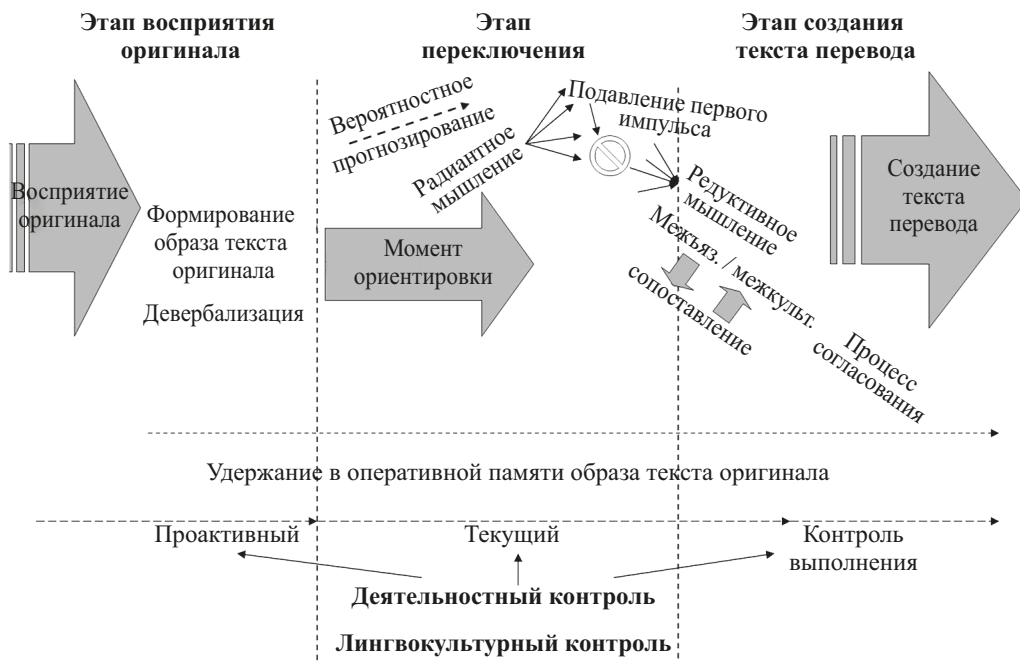 Этап восприятия
оригинала
Этап
переключения
Этап создания
текста перевода
Восприятие
оригинала
Формирование
образа текста
оригинала
Девербализация
Вероятностное
прогнозирование
Радиантное
мышление
Подавление первого
импульса
Момент
ориентировки
Редуктивное
мышление
Межъяз. / межкульт.
сопоставление
Процесс
согласования
Создание
текста
перевода
Удержание в оперативной памяти образа текста оригинала
Проактивный
Текущий
Контроль
выполнения
Деятельностный контроль
Лингвокультурный контроль